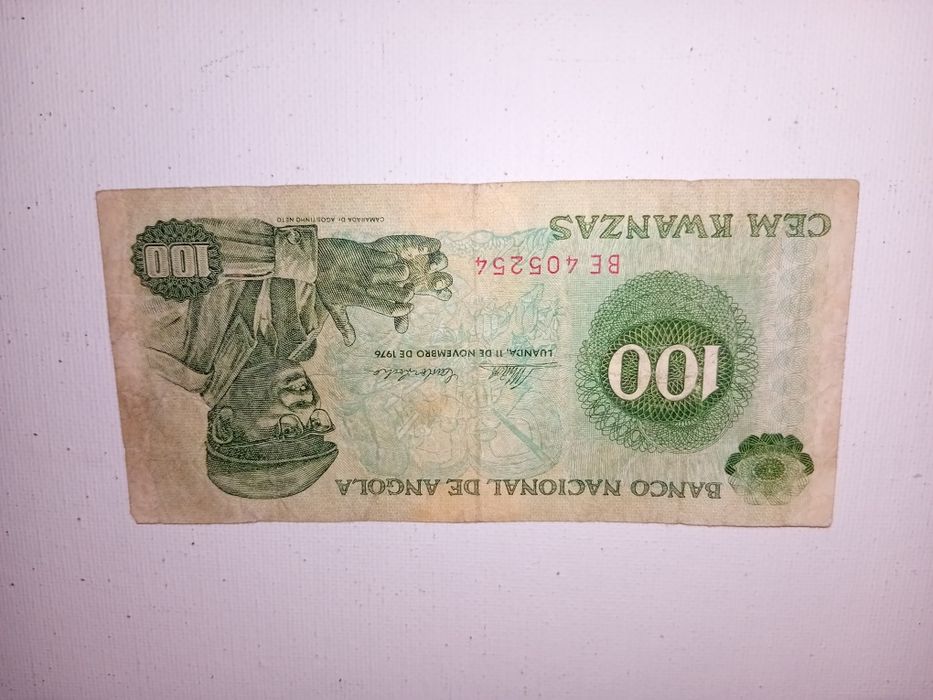 BANCO NACIONAL DE ANGOLA
100
LUANDA, 11 DE NOVEMBRO DE 1976
BE 405254
CEM KWANZAS
CAMARADA Dr. AGOSTINHO NETO
100